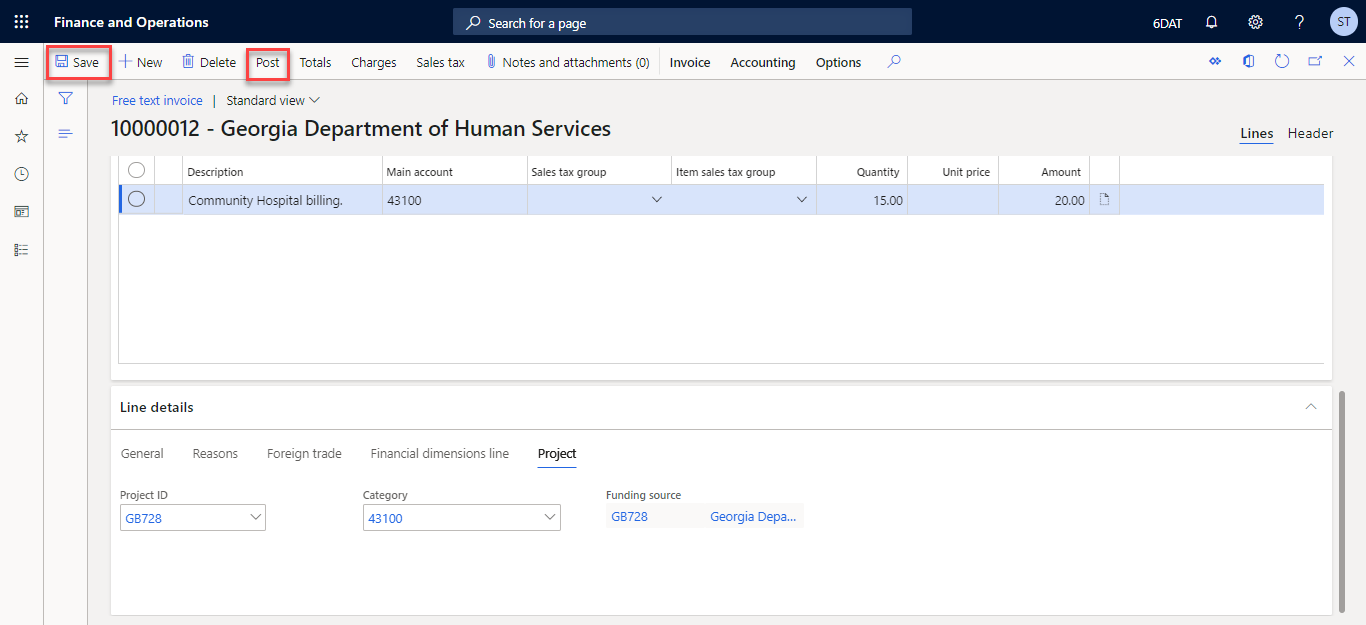 Finance and Operations
Search for a page
6DAT
?
ST
Save
New
Delete
Post
Totals
Charges
Sales tax
Notes and attachments (0)
Invoice
Accounting
Options
Free text invoice | Standard view
10000012 - Georgia Department of Human Services
Lines
Header
Description
Main account
Sales tax group
Item sales tax group
Quantity
Unit price
Amount
Community Hospital billing.
43100
15.00
20.00
Line details
General
Reasons
Foreign trade
Financial dimensions line
Project
Project ID
Category
Funding source
GB728
43100
GB728
Georgia Depa...